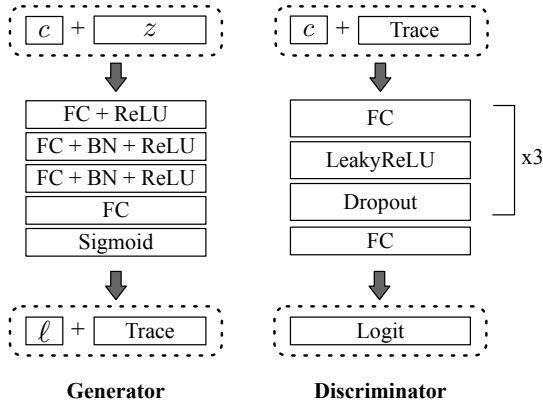 c + z
FC + ReLU
FC + BN + ReLU
FC + BN + ReLU
FC
Sigmoid
ℓ + Trace
Generator
c + Trace
FC
LeakyReLU
Dropout
x3
FC
Logit
Discriminator